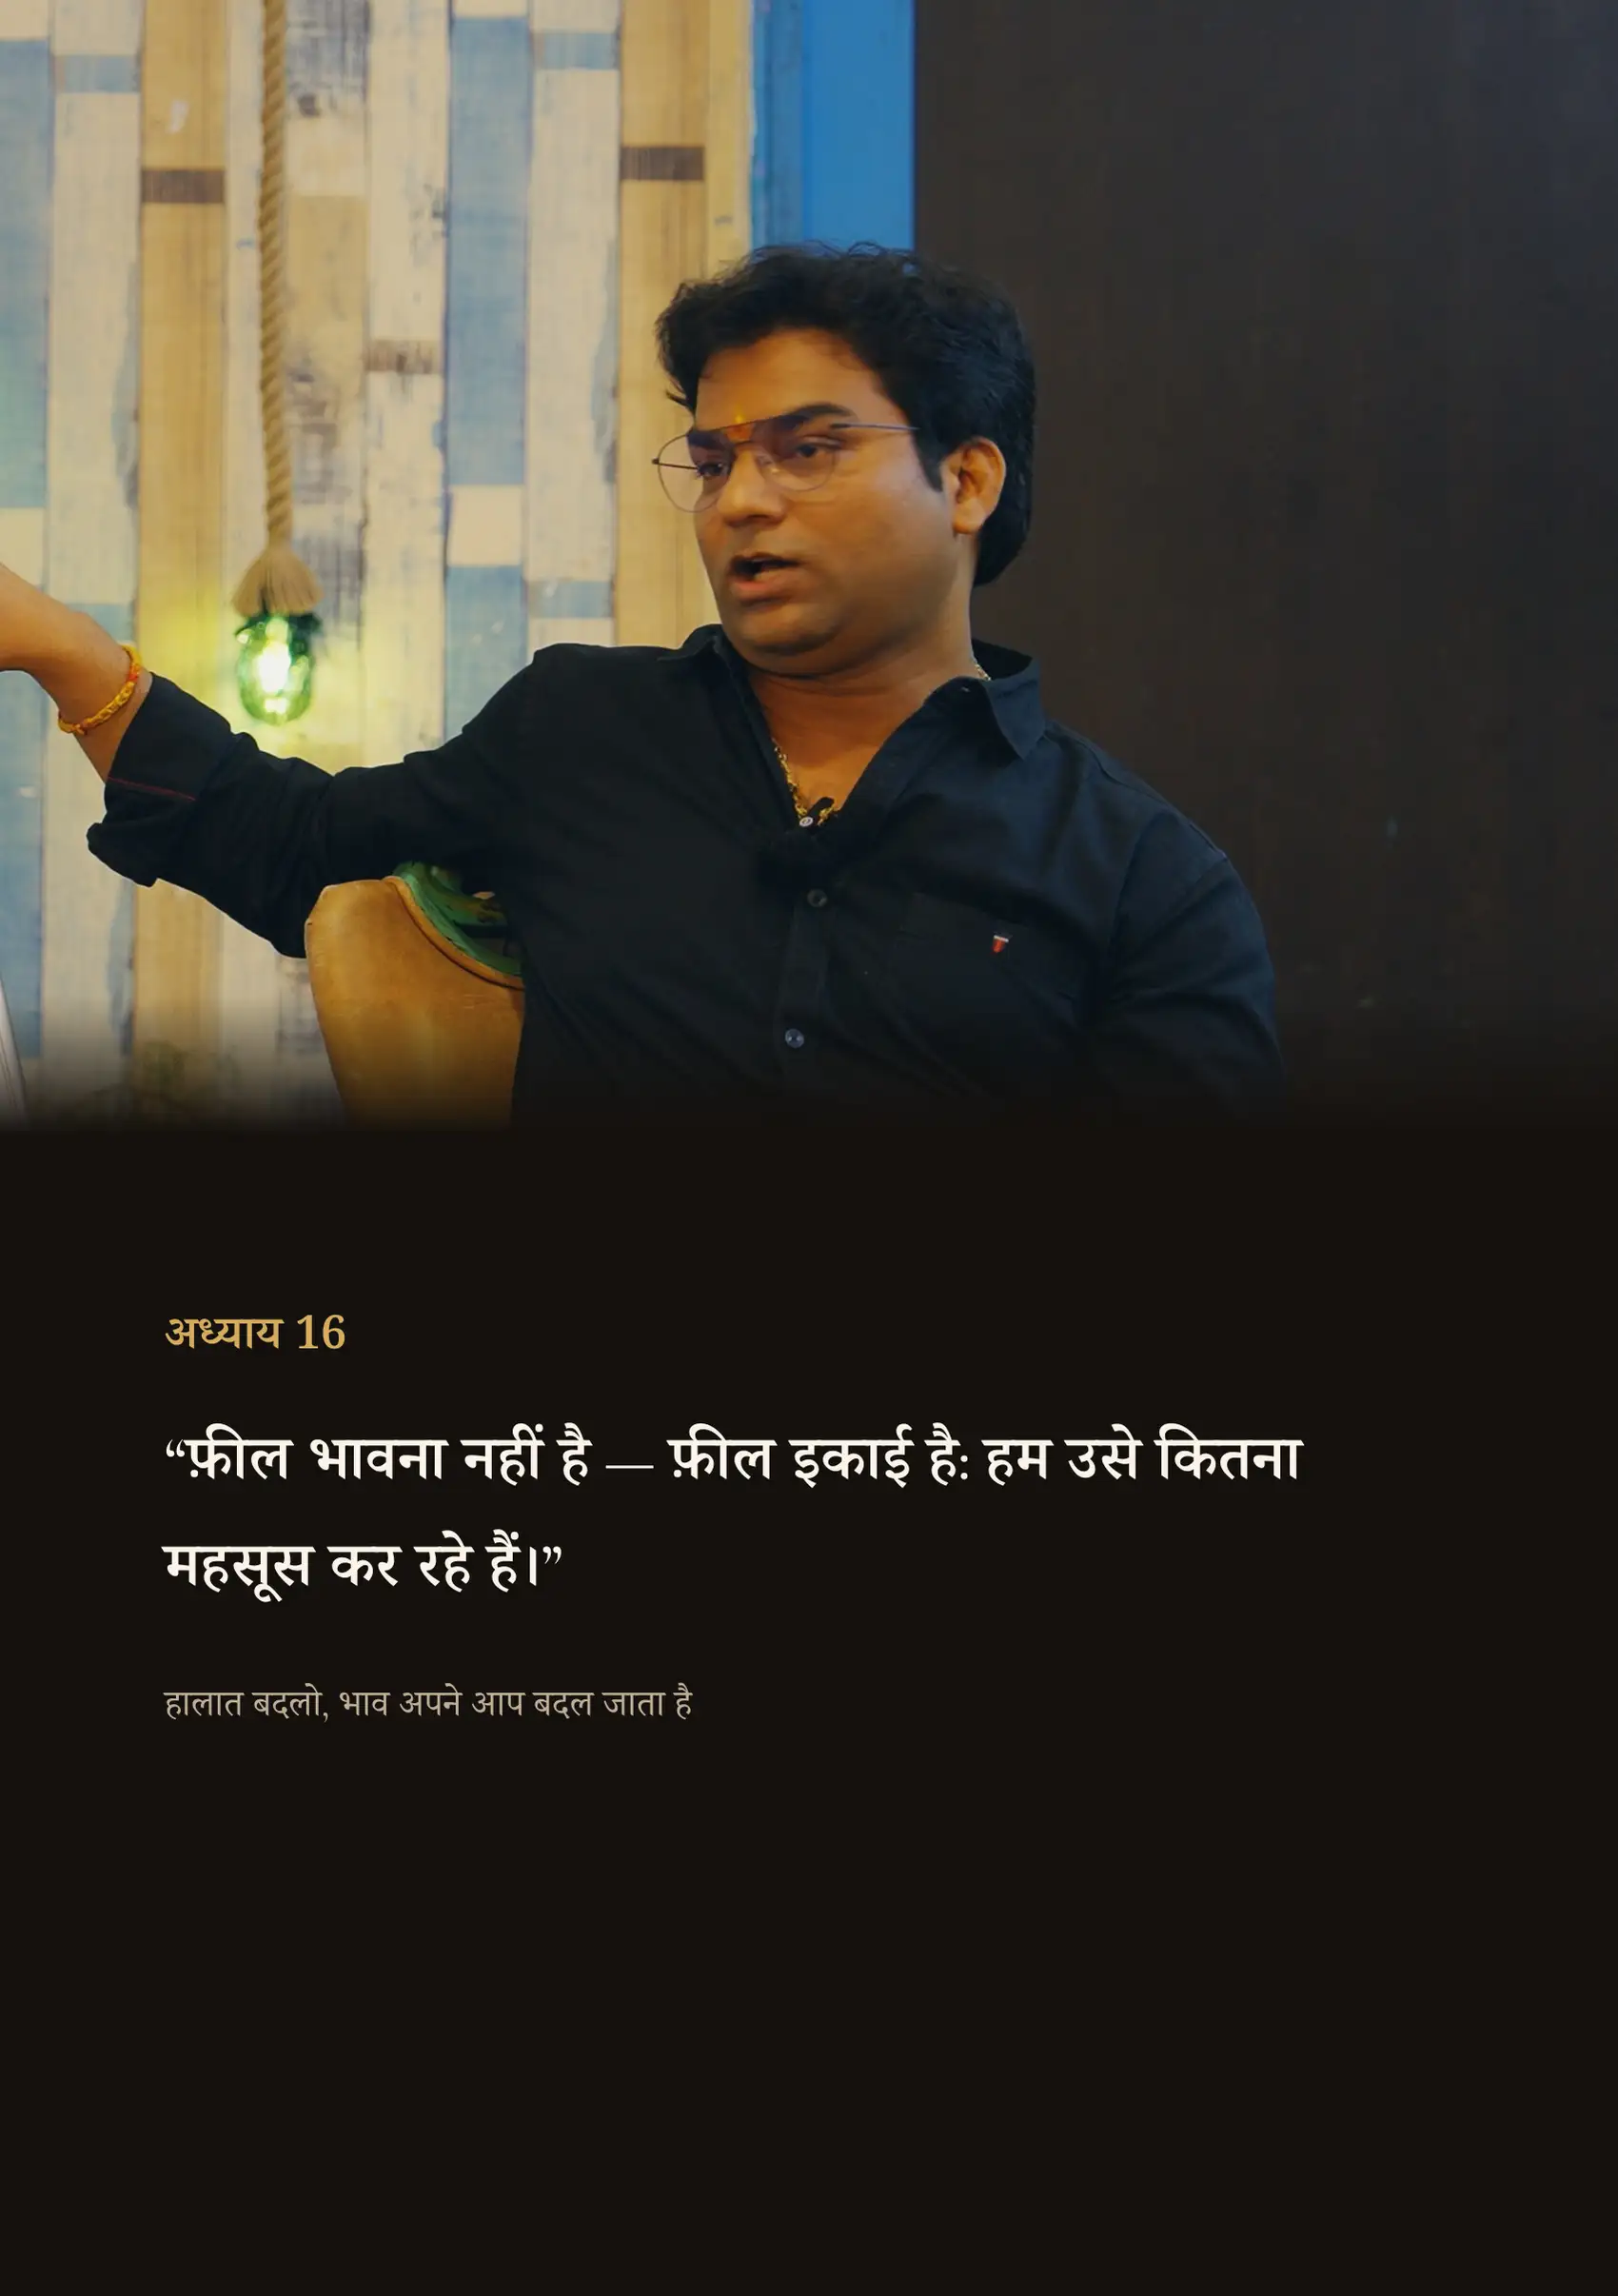 अध्याय 16
“फ़ील भावना नहीं है — फ़ील इकाई है: हम उसे कितना
महसूस कर रहे हैं।”
हालात बदलो, भाव अपने आप बदल जाता है